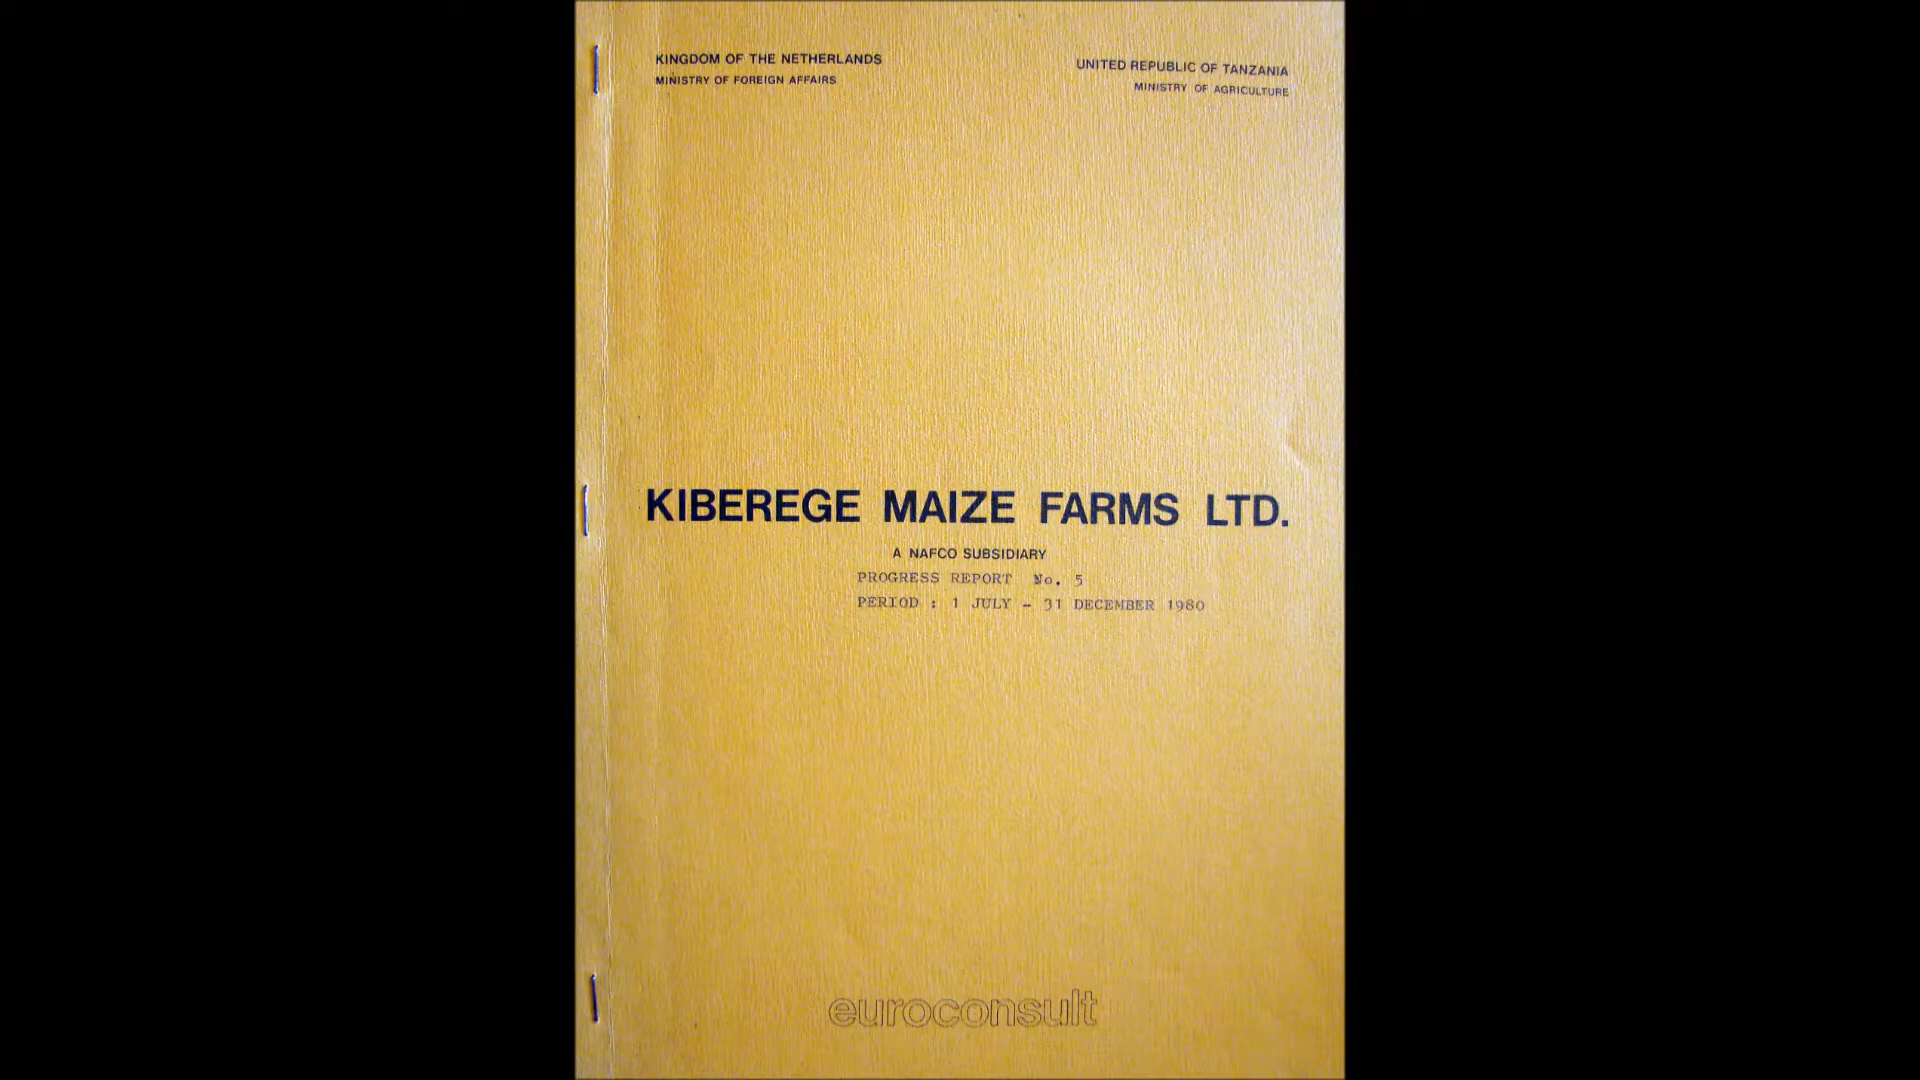 KINGDOM OF THE NETHERLANDS
MINISTRY OF FOREIGN AFFAIRS
UNITED REPUBLIC OF TANZANIA
MINISTRY OF AGRICULTURE
KIBEREGE MAIZE FARMS LTD.
A NAFCO SUBSIDIARY
PROGRESS REPORT No. 5
PERIOD : 1 JULY - 31 DECEMBER 1980
euroconsult